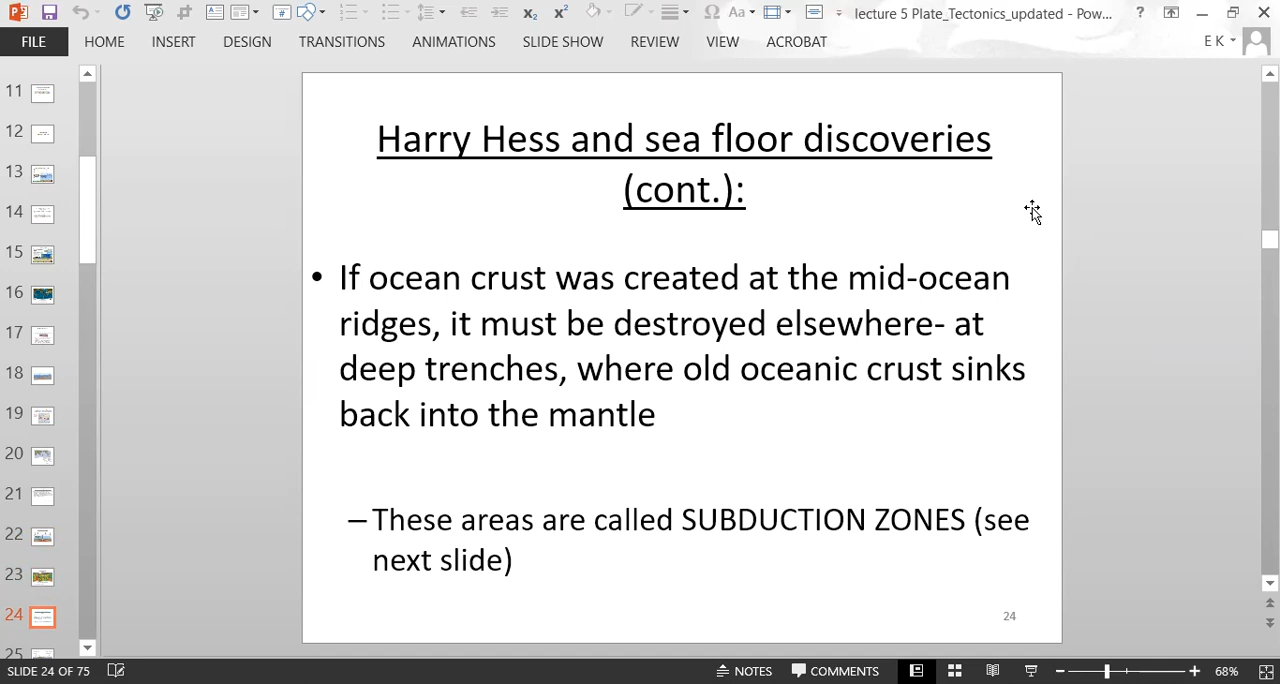 lecture 5 Plate_Tectonics_updated - Pow... ?
FILE HOME INSERT DESIGN TRANSITIONS ANIMATIONS SLIDE SHOW REVIEW VIEW ACROBAT E K
11
12
13
14
15
16
17
18
19
20
21
22
23
24
Harry Hess and sea floor discoveries
(cont.):
• If ocean crust was created at the mid-ocean
ridges, it must be destroyed elsewhere- at
deep trenches, where old oceanic crust sinks
back into the mantle
– These areas are called SUBDUCTION ZONES (see
next slide)
24
SLIDE 24 OF 75 NOTES COMMENTS 68%